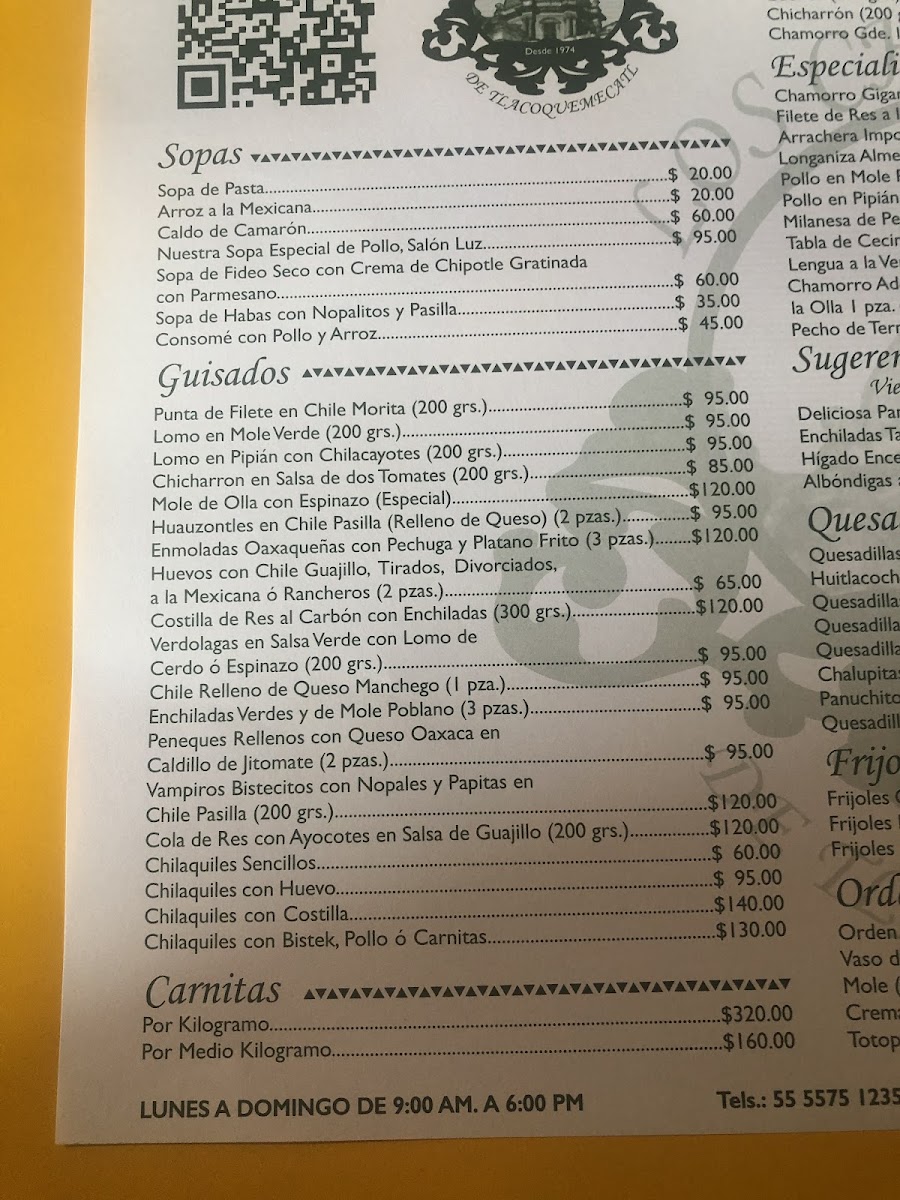 Desde 1974
DE TLACOQUEMECATL
Sopas
Sopa de Pasta....$ 20.00
Arroz a la Mexicana....$ 20.00
Caldo de Camarón....$ 60.00
Nuestra Sopa Especial de Pollo, Salón Luz....$ 95.00
Sopa de Fideo Seco con Crema de Chipotle Gratinada
con Parmesano....$ 60.00
Sopa de Habas con Nopalitos y Pasilla....$ 35.00
Consomé con Pollo y Arroz....$ 45.00
Guisados
Punta de Filete en Chile Morita (200 grs.)....$ 95.00
Lomo en Mole Verde (200 grs.)....$ 95.00
Lomo en Pipián con Chilacayotes (200 grs.)....$ 95.00
Chicharron en Salsa de dos Tomates (200 grs.)....$ 85.00
Mole de Olla con Espinazo (Especial)....$120.00
Huauzontles en Chile Pasilla (Relleno de Queso) (2 pzas.)....$ 95.00
Enmoladas Oaxaqueñas con Pechuga y Platano Frito (3 pzas.)....$120.00
Huevos con Chile Guajillo, Tirados, Divorciados,
a la Mexicana ó Rancheros (2 pzas.)....$ 65.00
Costilla de Res al Carbón con Enchiladas (300 grs.)....$120.00
Verdolagas en Salsa Verde con Lomo de
Cerdo ó Espinazo (200 grs.)....$ 95.00
Chile Relleno de Queso Manchego (1 pza.)....$ 95.00
Enchiladas Verdes y de Mole Poblano (3 pzas.)....$ 95.00
Peneques Rellenos con Queso Oaxaca en
Caldillo de Jitomate (2 pzas.)....$ 95.00
Vampiros Bistecitos con Nopales y Papitas en
Chile Pasilla (200 grs.)....$120.00
Cola de Res con Ayocotes en Salsa de Guajillo (200 grs.)....$120.00
Chilaquiles Sencillos....$ 60.00
Chilaquiles con Huevo....$ 95.00
Chilaquiles con Costilla....$140.00
Chilaquiles con Bistek, Pollo ó Carnitas....$130.00
Carnitas
Por Kilogramo....$320.00
Por Medio Kilogramo....$160.00
LUNES A DOMINGO DE 9:00 AM. A 6:00 PM
Tels.: 55 5575 1235
Chicharrón (200
Chamorro Gde.
Especiali
Chamorro Gigan
Filete de Res a l
Arrachera Impo
Longaniza Alme
Pollo en Mole
Pollo en Pipián
Milanesa de Pe
Tabla de Cecin
Lengua a la Ve
Chamorro Ad
la Olla 1 pza.
Pecho de Tern
Sugeren
Vie
Deliciosa Pan
Enchiladas Ta
Hígado Ence
Albóndigas
Quesa
Quesadillas
Huitlacoch
Quesadilla
Quesadilla
Quesadilla
Chalupitas
Panuchito
Quesadill
Frijo
Frijoles
Frijoles
Frijoles
Orde
Orden
Vaso d
Mole (
Crema
Totop